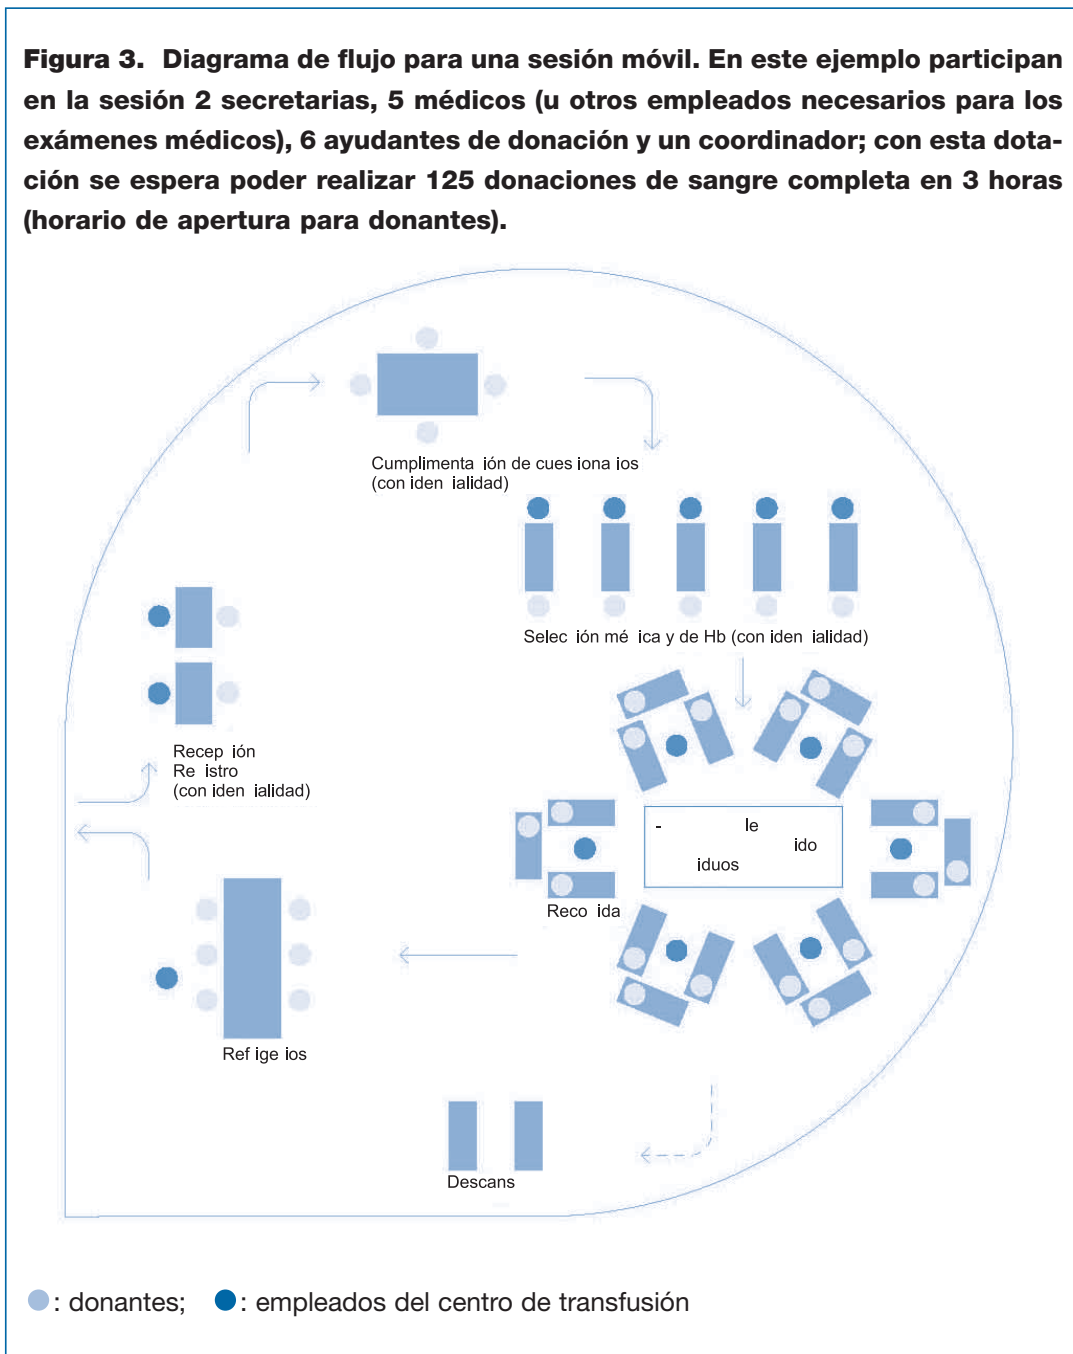 Figura 3. Diagrama de flujo para una sesión móvil. En este ejemplo participan
en la sesión 2 secretarias, 5 médicos (u otros empleados necesarios para los
exámenes médicos), 6 ayudantes de donación y un coordinador; con esta dota-
ción se espera poder realizar 125 donaciones de sangre completa en 3 horas
(horario de apertura para donantes).
Cumplimenta ión de cues iona ios
(con iden ialidad)
Selec ión mé ica y de Hb (con iden ialidad)
Recep ión
Re istro
(con iden ialidad)
- le
ido
iduos
Reco ida
Ref ige ios
Descans
: donantes; : empleados del centro de transfusión